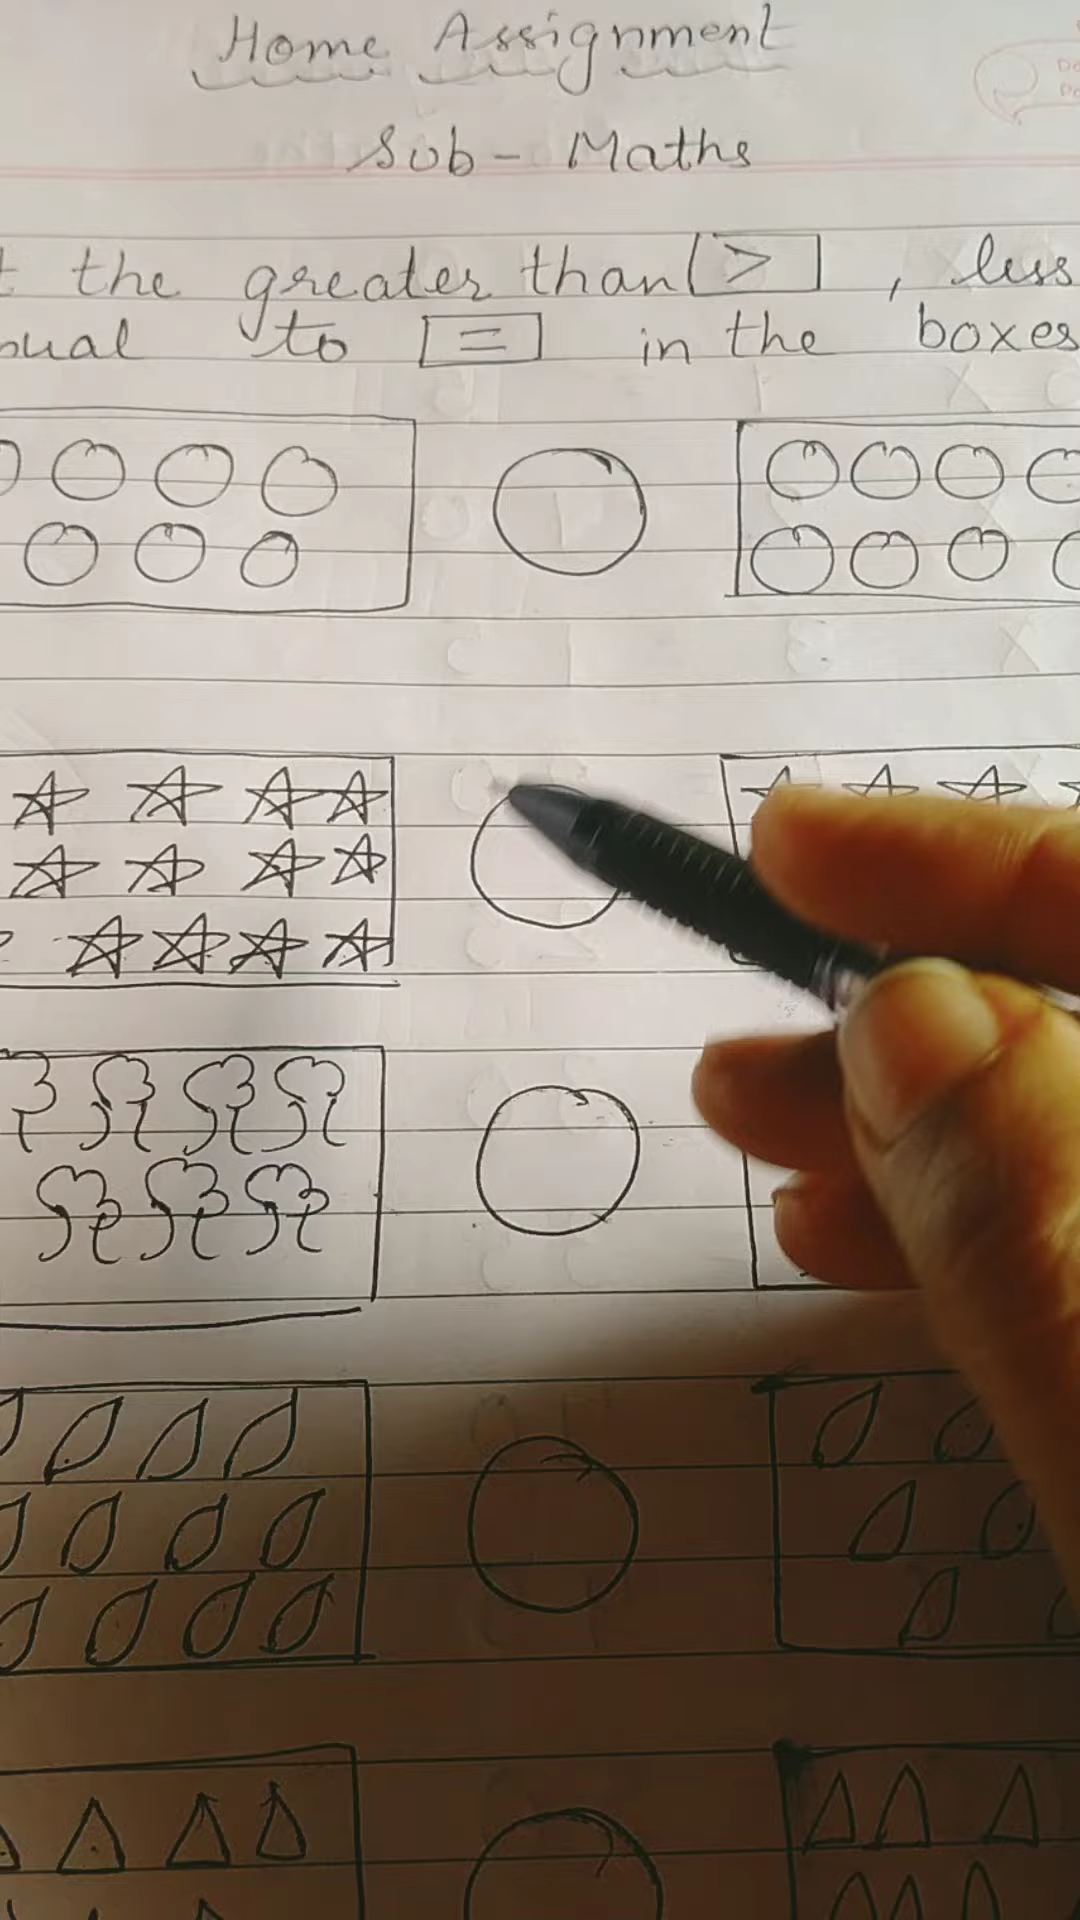 Home Assignment
Sub - Maths
the greater than > , less
to = in the boxes